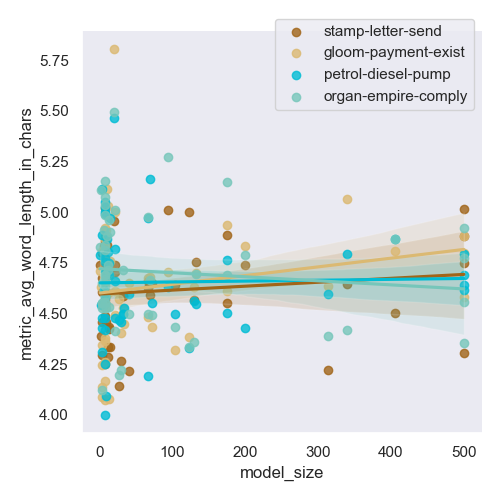 stamp-letter-send
gloom-payment-exist
petrol-diesel-pump
organ-empire-comply
5.75
5.50
5.25
5.00
4.75
4.50
4.25
4.00
metric_avg_word_length_in_chars
0
100
200
300
400
500
model_size